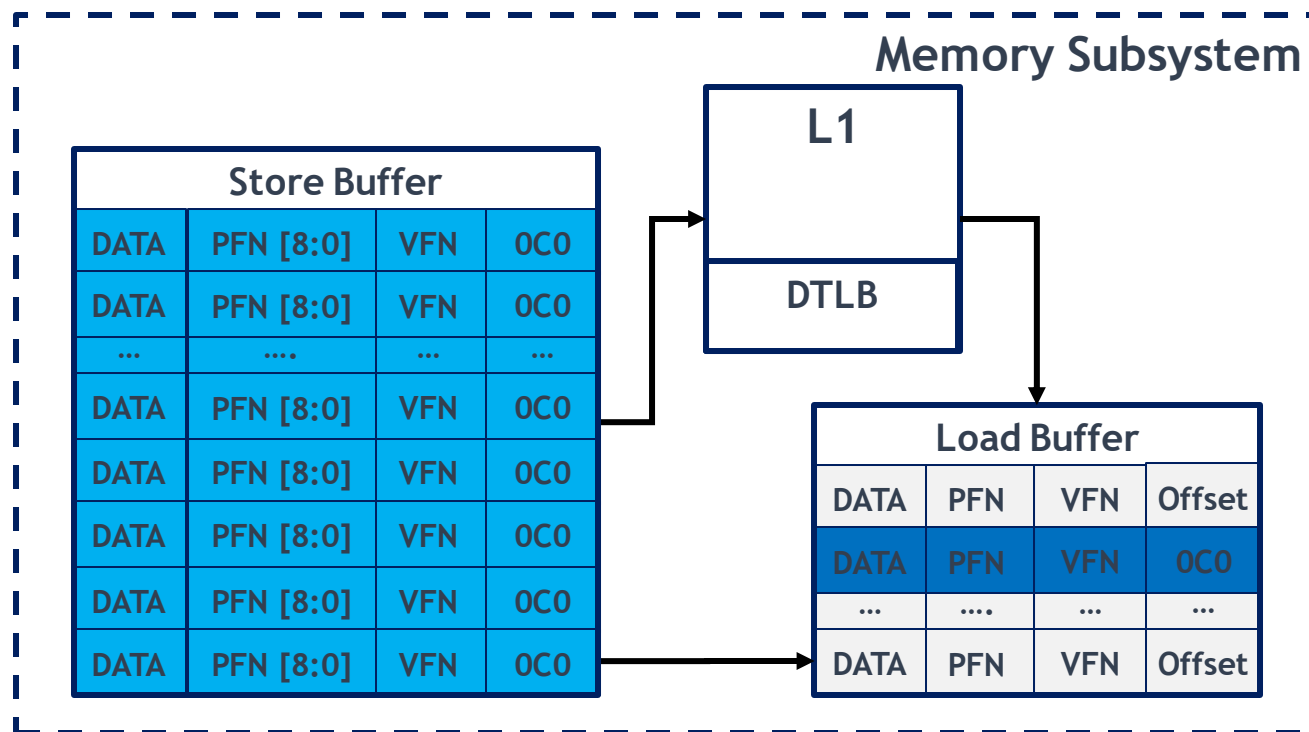 Memory Subsystem
L1
DTLB
Store Buffer
DATA PFN [8:0] VFN 0C0
DATA PFN [8:0] VFN 0C0
... .... ... ...
DATA PFN [8:0] VFN 0C0
DATA PFN [8:0] VFN 0C0
DATA PFN [8:0] VFN 0C0
DATA PFN [8:0] VFN 0C0
DATA PFN [8:0] VFN 0C0
Load Buffer
DATA PFN VFN Offset
DATA PFN VFN 0C0
... .... ... ...
DATA PFN VFN Offset